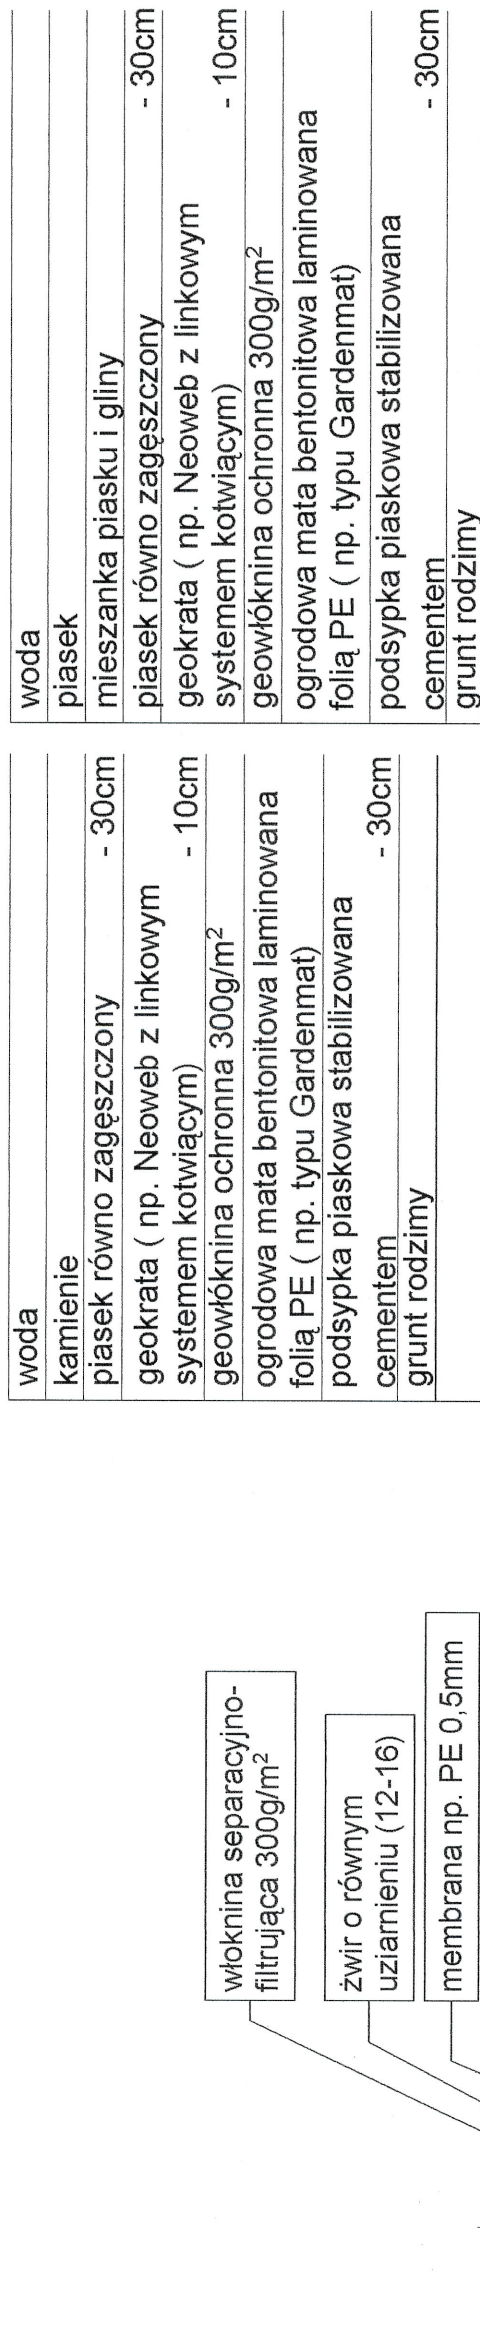 włoknina separacyjno-
filtrująca 300g/m²
żwir o równym
uziarnieniu (12-16)
membrana np. PE 0,5mm
woda
kamienie
piasek równo zagęszczony - 30cm
geokrata ( np. Neoweb z linkowym
systemem kotwiącym) - 10cm
geowłóknina ochronna 300g/m²
ogrodowa mata bentonitowa laminowana
folią PE ( np. typu Gardenmat)
podsypka piaskowa stabilizowana
cementem - 30cm
grunt rodzimy
woda
piasek
mieszanka piasku i gliny
piasek równo zagęszczony - 30cm
geokrata ( np. Neoweb z linkowym
systemem kotwiącym) - 10cm
geowłóknina ochronna 300g/m²
ogrodowa mata bentonitowa laminowana
folią PE ( np. typu Gardenmat)
podsypka piaskowa stabilizowana
cementem - 30cm
grunt rodzimy